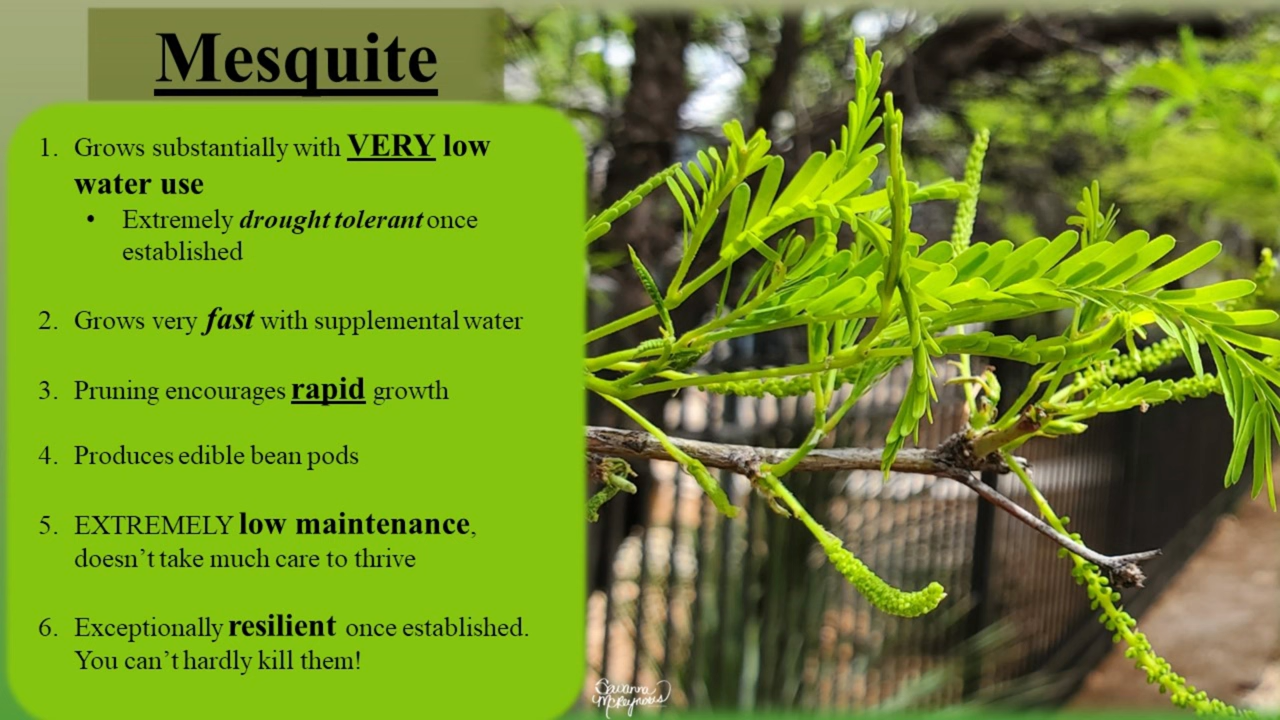 Mesquite
1. Grows substantially with VERY low
water use
• Extremely drought tolerant once
established
2. Grows very fast with supplemental water
3. Pruning encourages rapid growth
4. Produces edible bean pods
5. EXTREMELY low maintenance,
doesn't take much care to thrive
6. Exceptionally resilient once established.
You can't hardly kill them!
Savanna
McReynolds